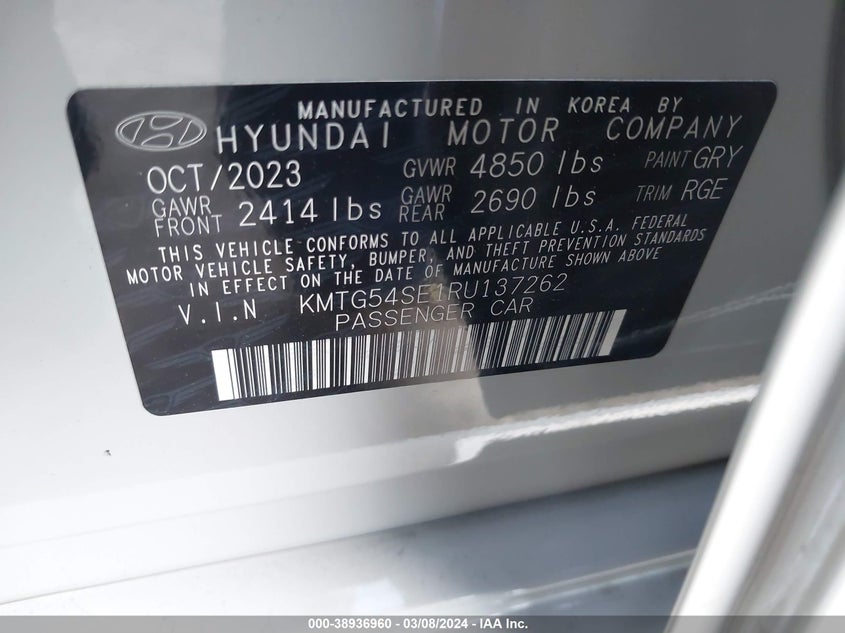 MANUFACTURED IN KOREA BY
HYUNDAI MOTOR COMPANY
OCT/2023 GVWR 4850 lbs PAINT GRY
GAWR FRONT 2414 lbs GAWR REAR 2690 lbs TRIM RGE
THIS VEHICLE CONFORMS TO ALL APPLICABLE U.S.A. FEDERAL
MOTOR VEHICLE SAFETY, BUMPER, AND THEFT PREVENTION STANDARDS
IN EFFECT ON THE DATE OF MANUFACTURE SHOWN ABOVE
V.I.N KMTG54SE1RU137262
PASSENGER CAR
000-38936960 - 03/08/2024 - IAA Inc.